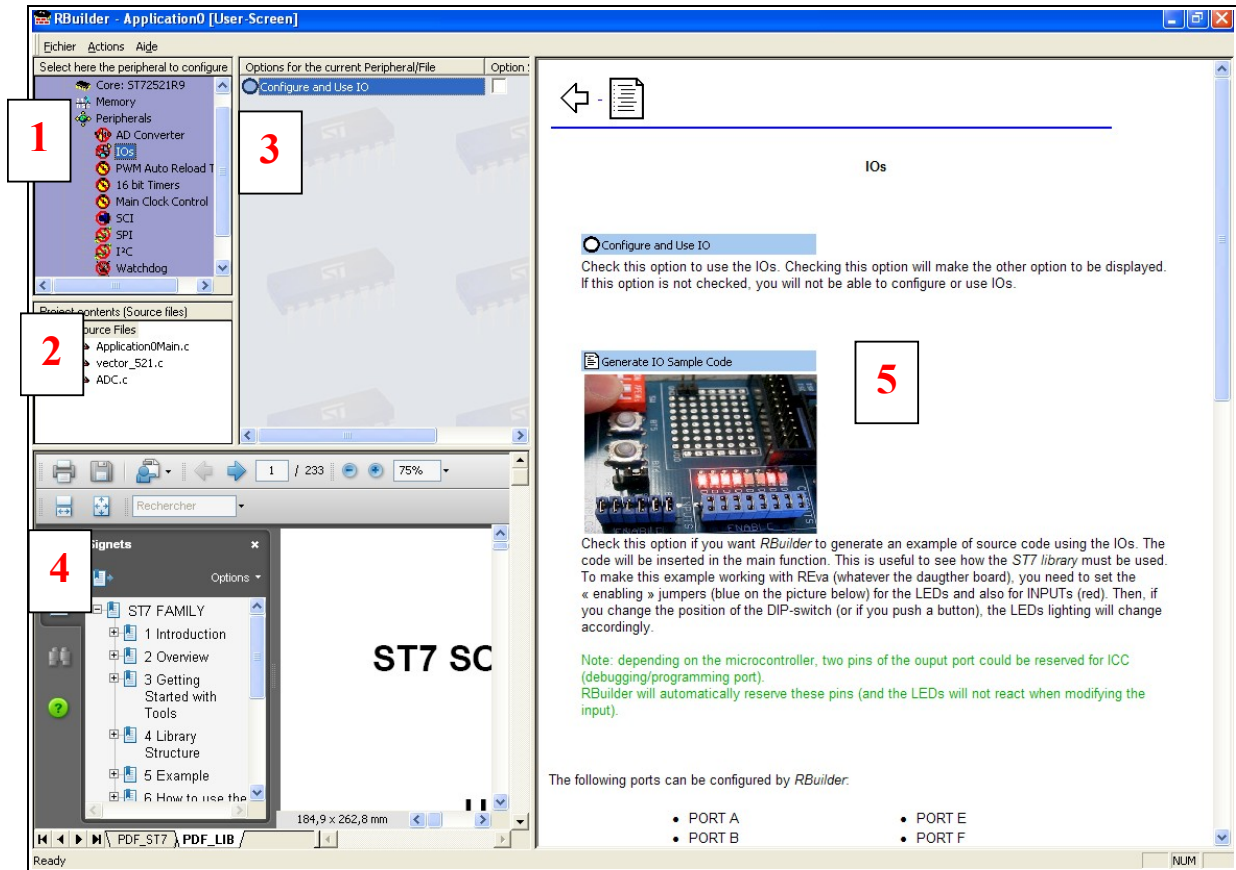 RBuilder - Application0 [User-Screen]
Fichier Actions Aide
Select here the peripheral to configure
Core: ST72521R9
Memory
Peripherals
AD Converter
IOs
PWM Auto Reload T
16 bit Timers
Main Clock Control
SCI
SPI
I²C
Watchdog
1
Options for the current Peripheral/File
Option
Configure and Use IO
3
Project contents (Source files)
ource Files
Application0Main.c
vector_521.c
ADC.c
2
1 / 233
75%
Rechercher
4
ignets
Options
ST7 FAMILY
1 Introduction
2 Overview
3 Getting
Started with
Tools
4 Library
Structure
5 Example
6 How to use the
ST7 SO
184,9 x 262,8 mm
PDF_ST7
PDF_LIB
Ready
IOs
Configure and Use IO
Check this option to use the IOs. Checking this option will make the other option to be displayed.
If this option is not checked, you will not be able to configure or use IOs.
Generate IO Sample Code
5
INPUTS
ENABLE
Check this option if you want RBuilder to generate an example of source code using the IOs. The
code will be inserted in the main function. This is useful to see how the ST7 library must be used.
To make this example working with REva (whatever the daugther board), you need to set the
« enabling » jumpers (blue on the picture below) for the LEDs and also for INPUTs (red). Then, if
you change the position of the DIP-switch (or if you push a button), the LEDs lighting will change
accordingly.
Note: depending on the microcontroller, two pins of the ouput port could be reserved for ICC
(debugging/programming port).
RBuilder will automatically reserve these pins (and the LEDs will not react when modifying the
input).
The following ports can be configured by RBuilder:
• PORT A
• PORT E
• PORT B
• PORT F
NUM